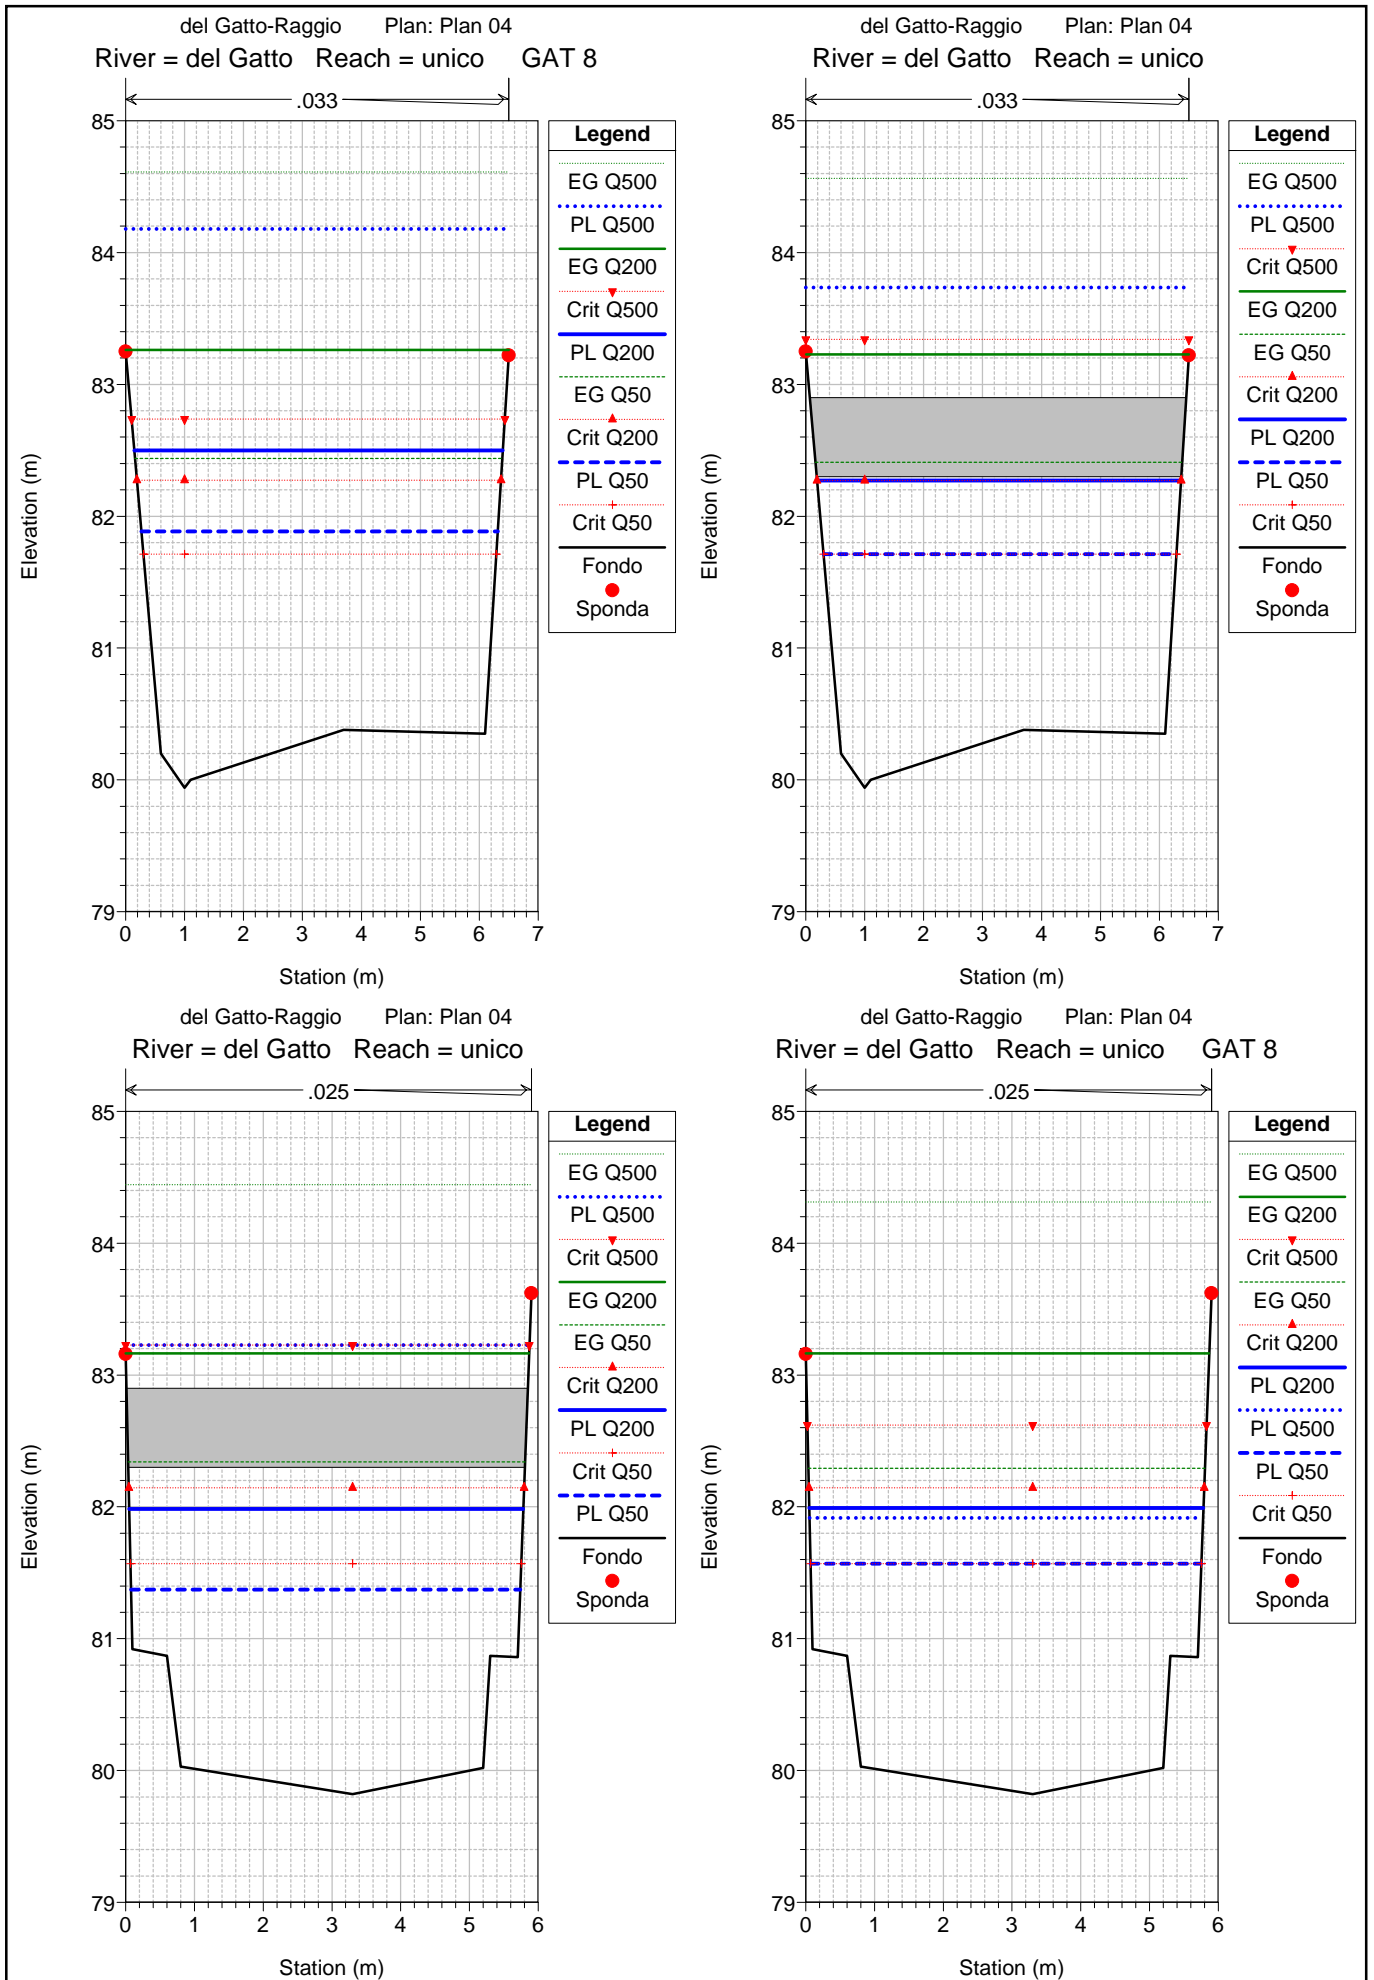 del Gatto-Raggio Plan: Plan 04
River = del Gatto Reach = unico GAT 8
.033
Legend
EG Q500
PL Q500
EG Q200
Crit Q500
PL Q200
EG Q50
Crit Q200
PL Q50
Crit Q50
Fondo
Sponda
85
84
83
82
81
80
79
0 1 2 3 4 5 6 7
Station (m)
Elevation (m)
del Gatto-Raggio Plan: Plan 04
River = del Gatto Reach = unico
.033
Legend
EG Q500
PL Q500
Crit Q500
EG Q200
EG Q50
Crit Q200
PL Q200
PL Q50
Crit Q50
Fondo
Sponda
85
84
83
82
81
80
79
0 1 2 3 4 5 6 7
Station (m)
Elevation (m)
del Gatto-Raggio Plan: Plan 04
River = del Gatto Reach = unico
.025
Legend
EG Q500
PL Q500
Crit Q500
EG Q200
EG Q50
Crit Q200
PL Q200
Crit Q50
PL Q50
Fondo
Sponda
85
84
83
82
81
80
79
0 1 2 3 4 5 6
Station (m)
Elevation (m)
del Gatto-Raggio Plan: Plan 04
River = del Gatto Reach = unico GAT 8
.025
Legend
EG Q500
EG Q200
Crit Q500
EG Q50
Crit Q200
PL Q200
PL Q500
PL Q50
Crit Q50
Fondo
Sponda
85
84
83
82
81
80
79
0 1 2 3 4 5 6
Station (m)
Elevation (m)